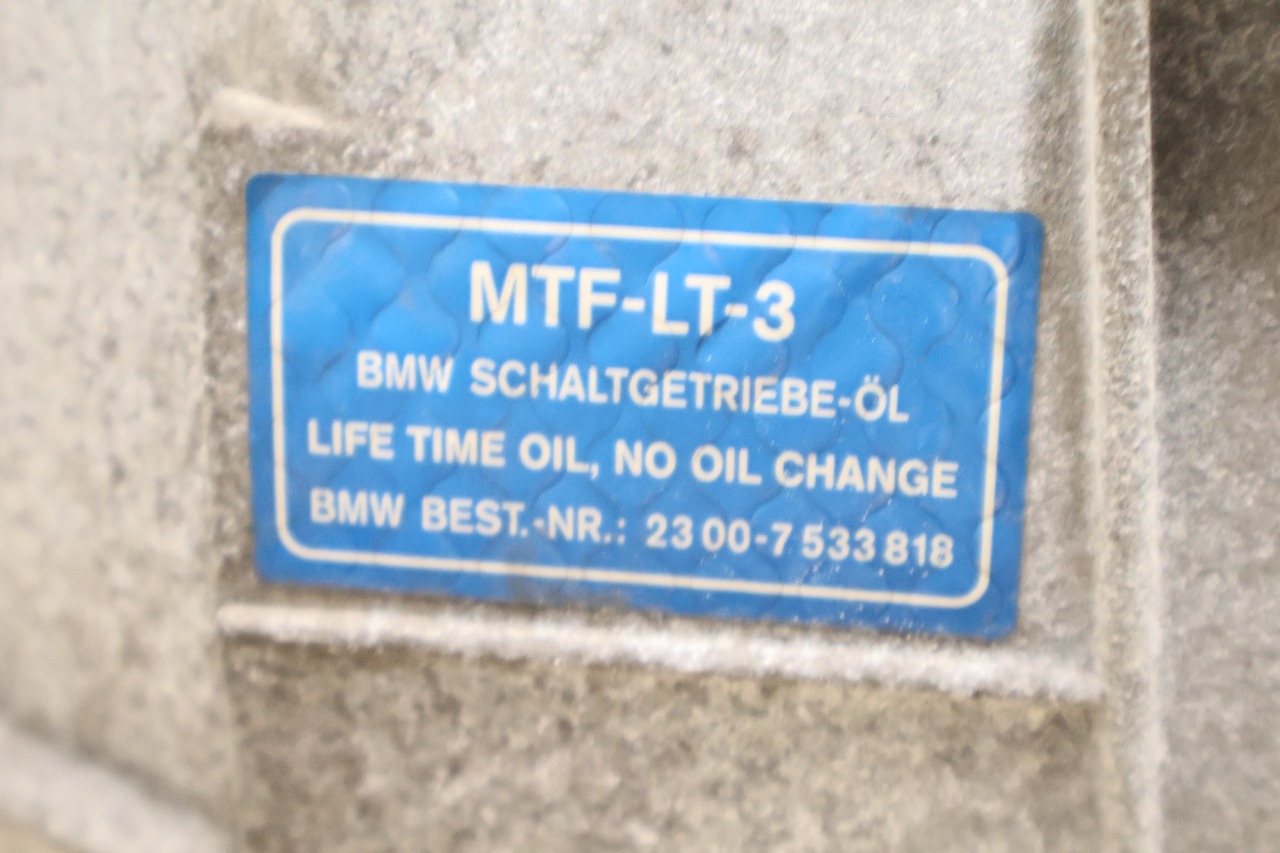 MTF-LT-3
BMW SCHALTGETRIEBE-ÖL
LIFE TIME OIL, NO OIL CHANGE
BMW BEST.-NR.: 23 00-7 533 818